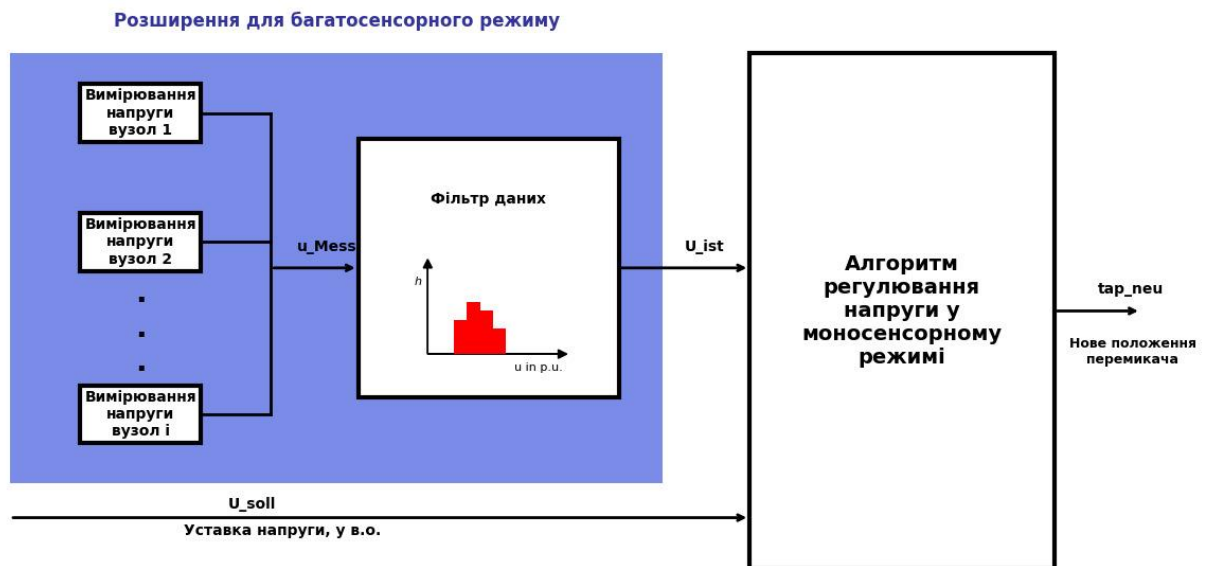 Розширення для багатосенсорного режиму
Вимірювання
напруги
вузол 1
Вимірювання
напруги
вузол 2
.
.
.
Вимірювання
напруги
вузол i
u_Mess
Фільтр даних
h
u in p.u.
U_ist
Алгоритм
регулювання
напруги у
моносенсорному
режимі
tap_neu
Нове положення
перемикача
U_soll
Уставка напруги, у в.о.